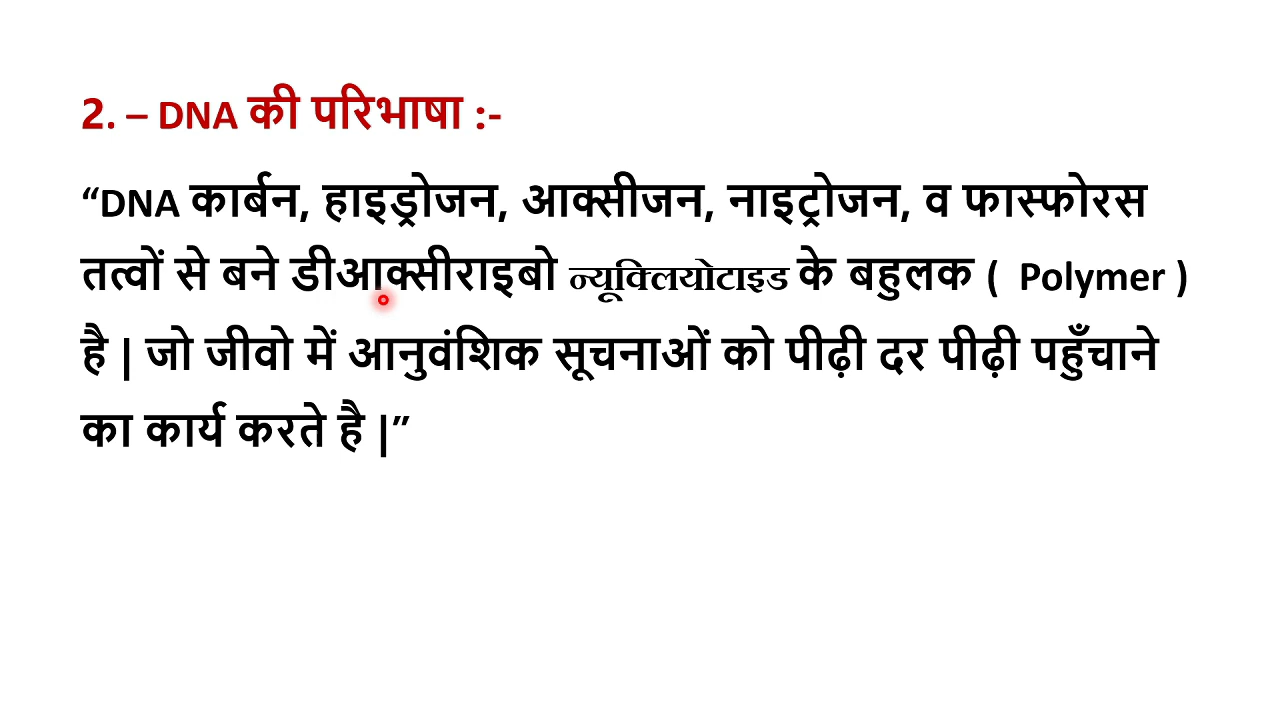 2. – DNA की परिभाषा :-
“DNA कार्बन, हाइड्रोजन, आक्सीजन, नाइट्रोजन, व फास्फोरस
तत्वों से बने डीआक्सीराइबो न्यूक्लियोटाइड के बहुलक ( Polymer )
है | जो जीवो में आनुवंशिक सूचनाओं को पीढ़ी दर पीढ़ी पहुँचाने
का कार्य करते है |”